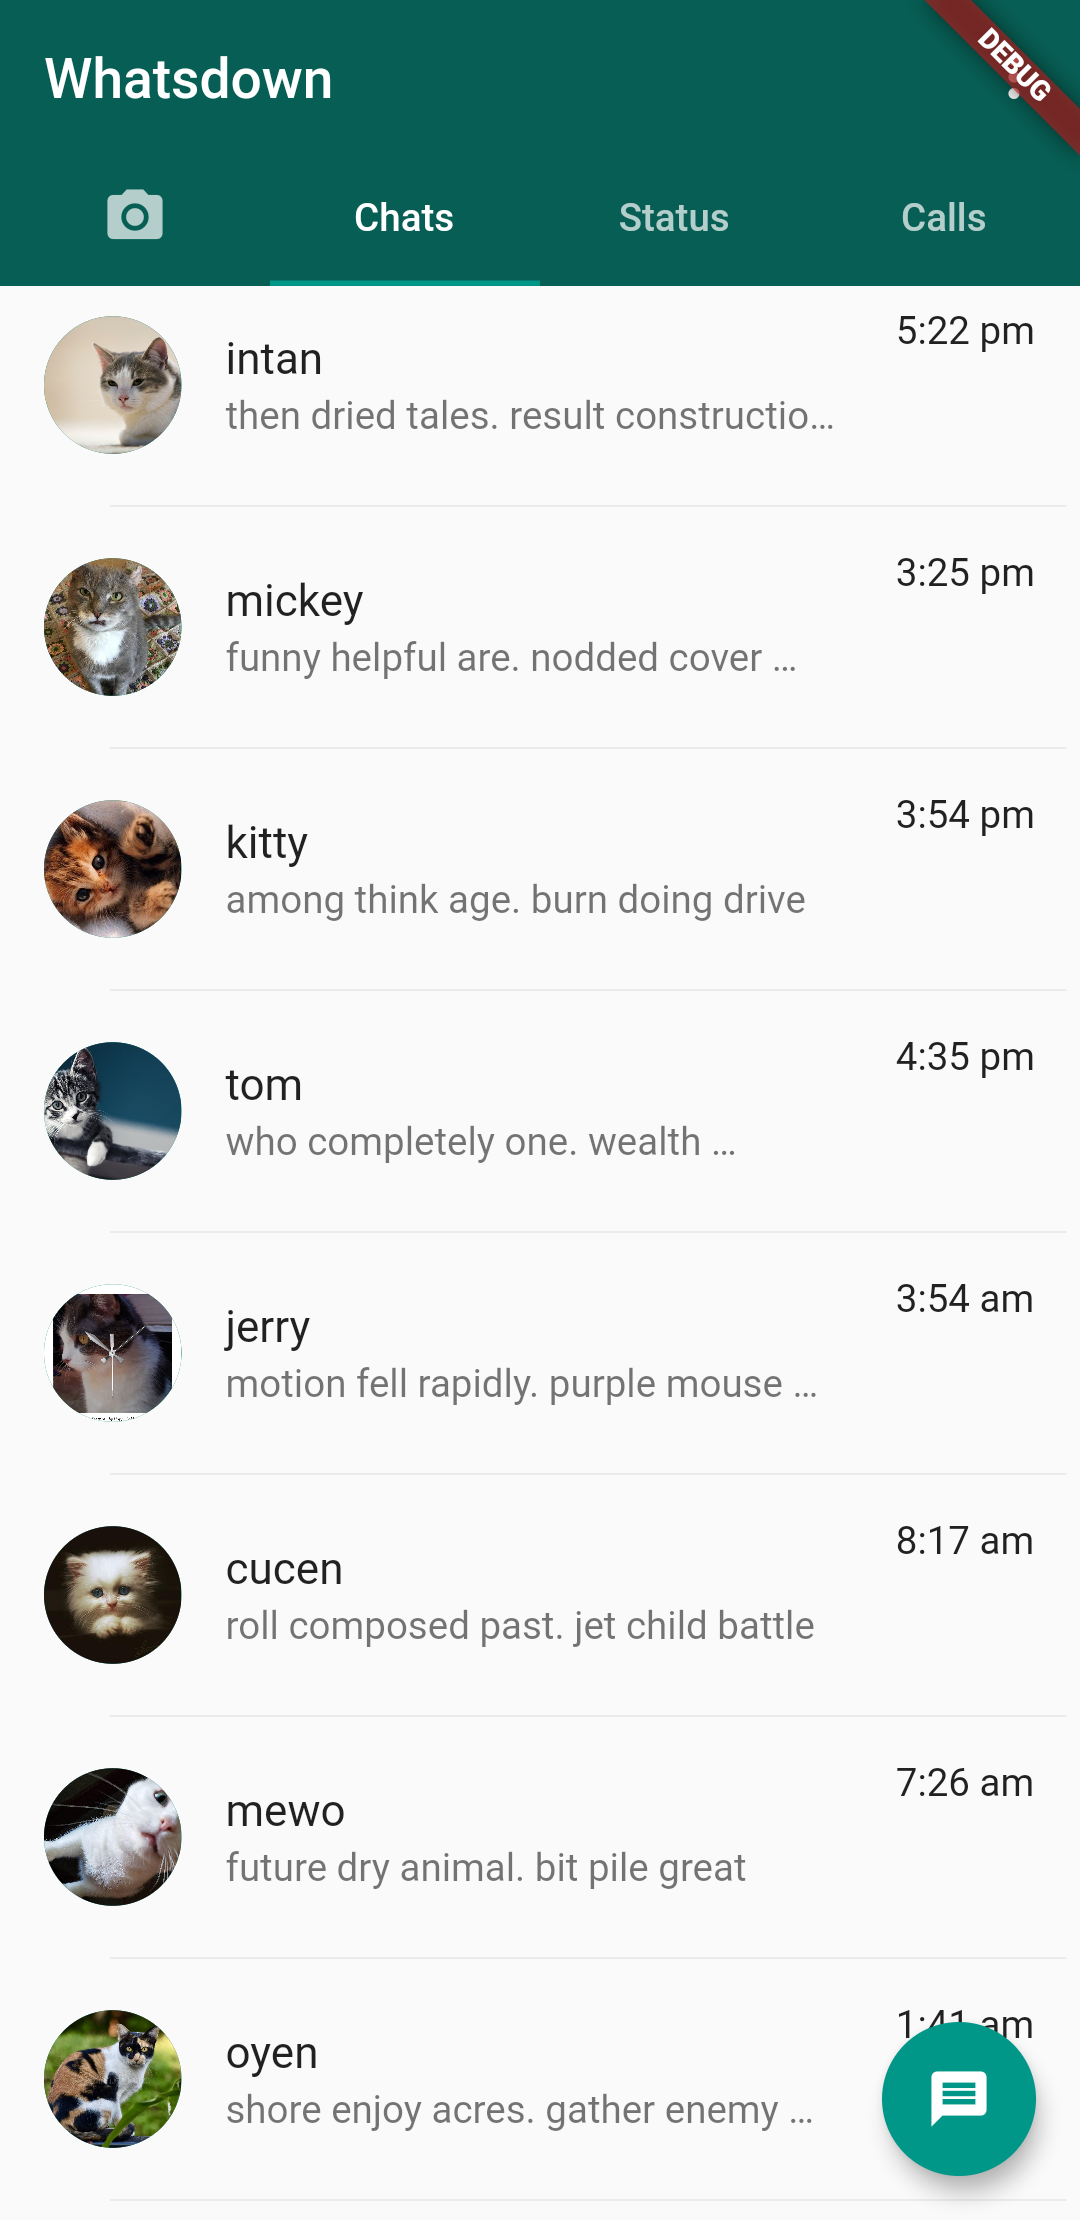 Whatsdown
DEBUG
Chats Status Calls
intan 5:22 pm
then dried tales. result constructio...
mickey 3:25 pm
funny helpful are. nodded cover ...
kitty 3:54 pm
among think age. burn doing drive
tom 4:35 pm
who completely one. wealth ...
jerry 3:54 am
motion fell rapidly. purple mouse ...
cucen 8:17 am
roll composed past. jet child battle
mewo 7:26 am
future dry animal. bit pile great
oyen 1:41 am
shore enjoy acres. gather enemy ...